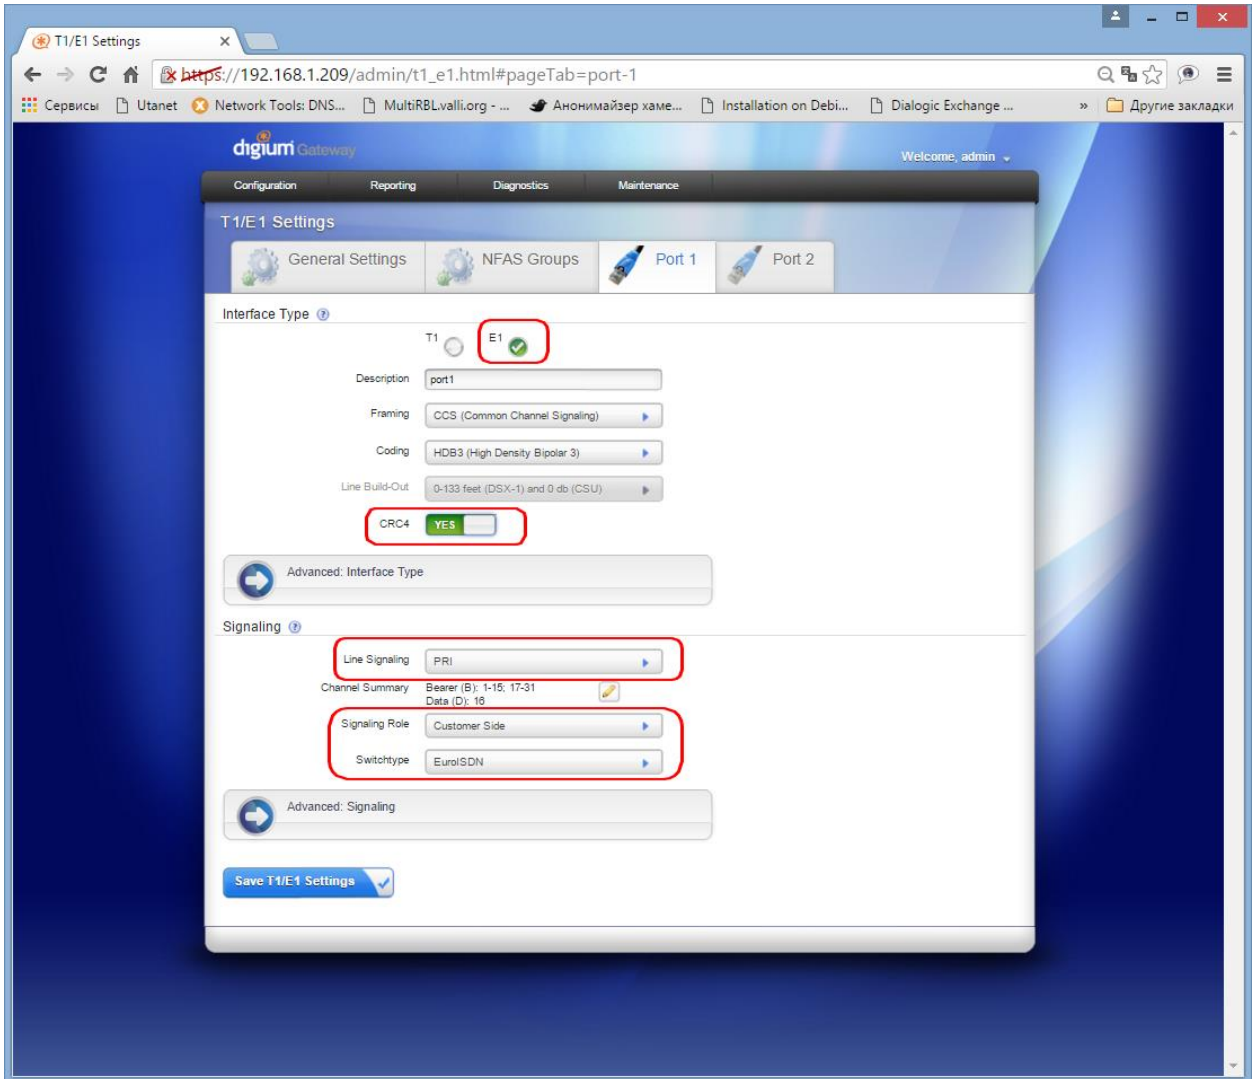 T1/E1 Settings
https://192.168.1.209/admin/t1_e1.html#pageTab=port-1
Сервисы Utanet Network Tools: DNS... MultiRBL.valli.org - ... Анонимайзер хаме... Installation on Debi... Dialogic Exchange ... » Другие закладки
digium Gateway
Welcome, admin
Configuration Reporting Diagnostics Maintenance
T1/E1 Settings
General Settings NFAS Groups Port 1 Port 2
Interface Type ?
T1 E1
Description port1
Framing CCS (Common Channel Signaling)
Coding HDB3 (High Density Bipolar 3)
Line Build-Out 0-133 feet (DSX-1) and 0 db (CSU)
CRC4 YES
Advanced: Interface Type
Signaling ?
Line Signaling PRI
Channel Summary Bearer (B): 1-15; 17-31
Data (D): 16
Signaling Role Customer Side
Switchtype EuroISDN
Advanced: Signaling
Save T1/E1 Settings